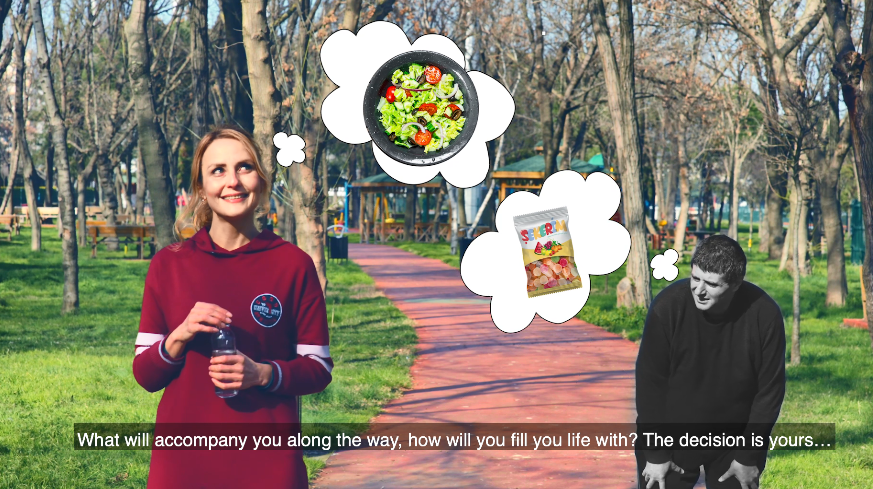 What will accompany you along the way, how will you fill you life with? The decision is yours...